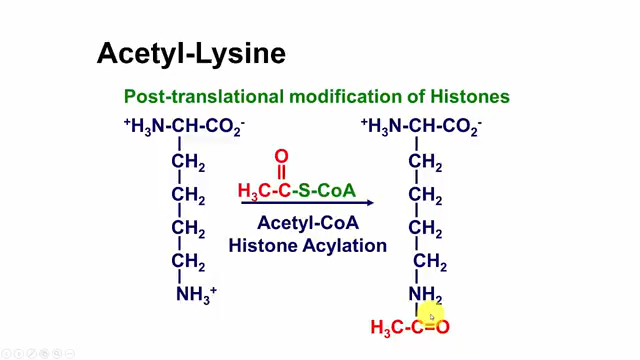 Acetyl-Lysine
Post-translational modification of Histones
⁺H₃N-CH-CO₂⁻
CH₂
CH₂
CH₂
CH₂
NH₃⁺
O
H₃C-C-S-CoA
Acetyl-CoA
Histone Acylation
⁺H₃N-CH-CO₂⁻
CH₂
CH₂
CH₂
CH₂
NH₂
H₃C-C=O